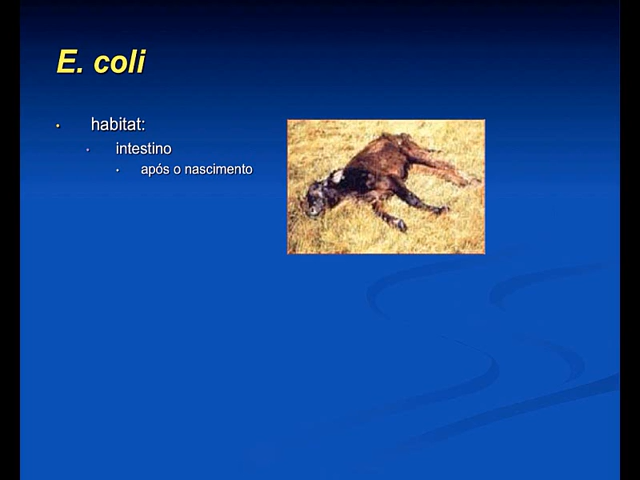 E. coli
habitat:
intestino
após o nascimento